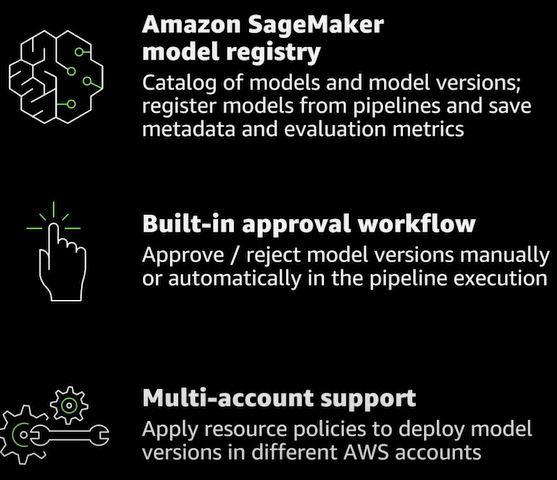 Amazon SageMaker
model registry
Catalog of models and model versions;
register models from pipelines and save
metadata and evaluation metrics
Built-in approval workflow
Approve / reject model versions manually
or automatically in the pipeline execution
Multi-account support
Apply resource policies to deploy model
versions in different AWS accounts